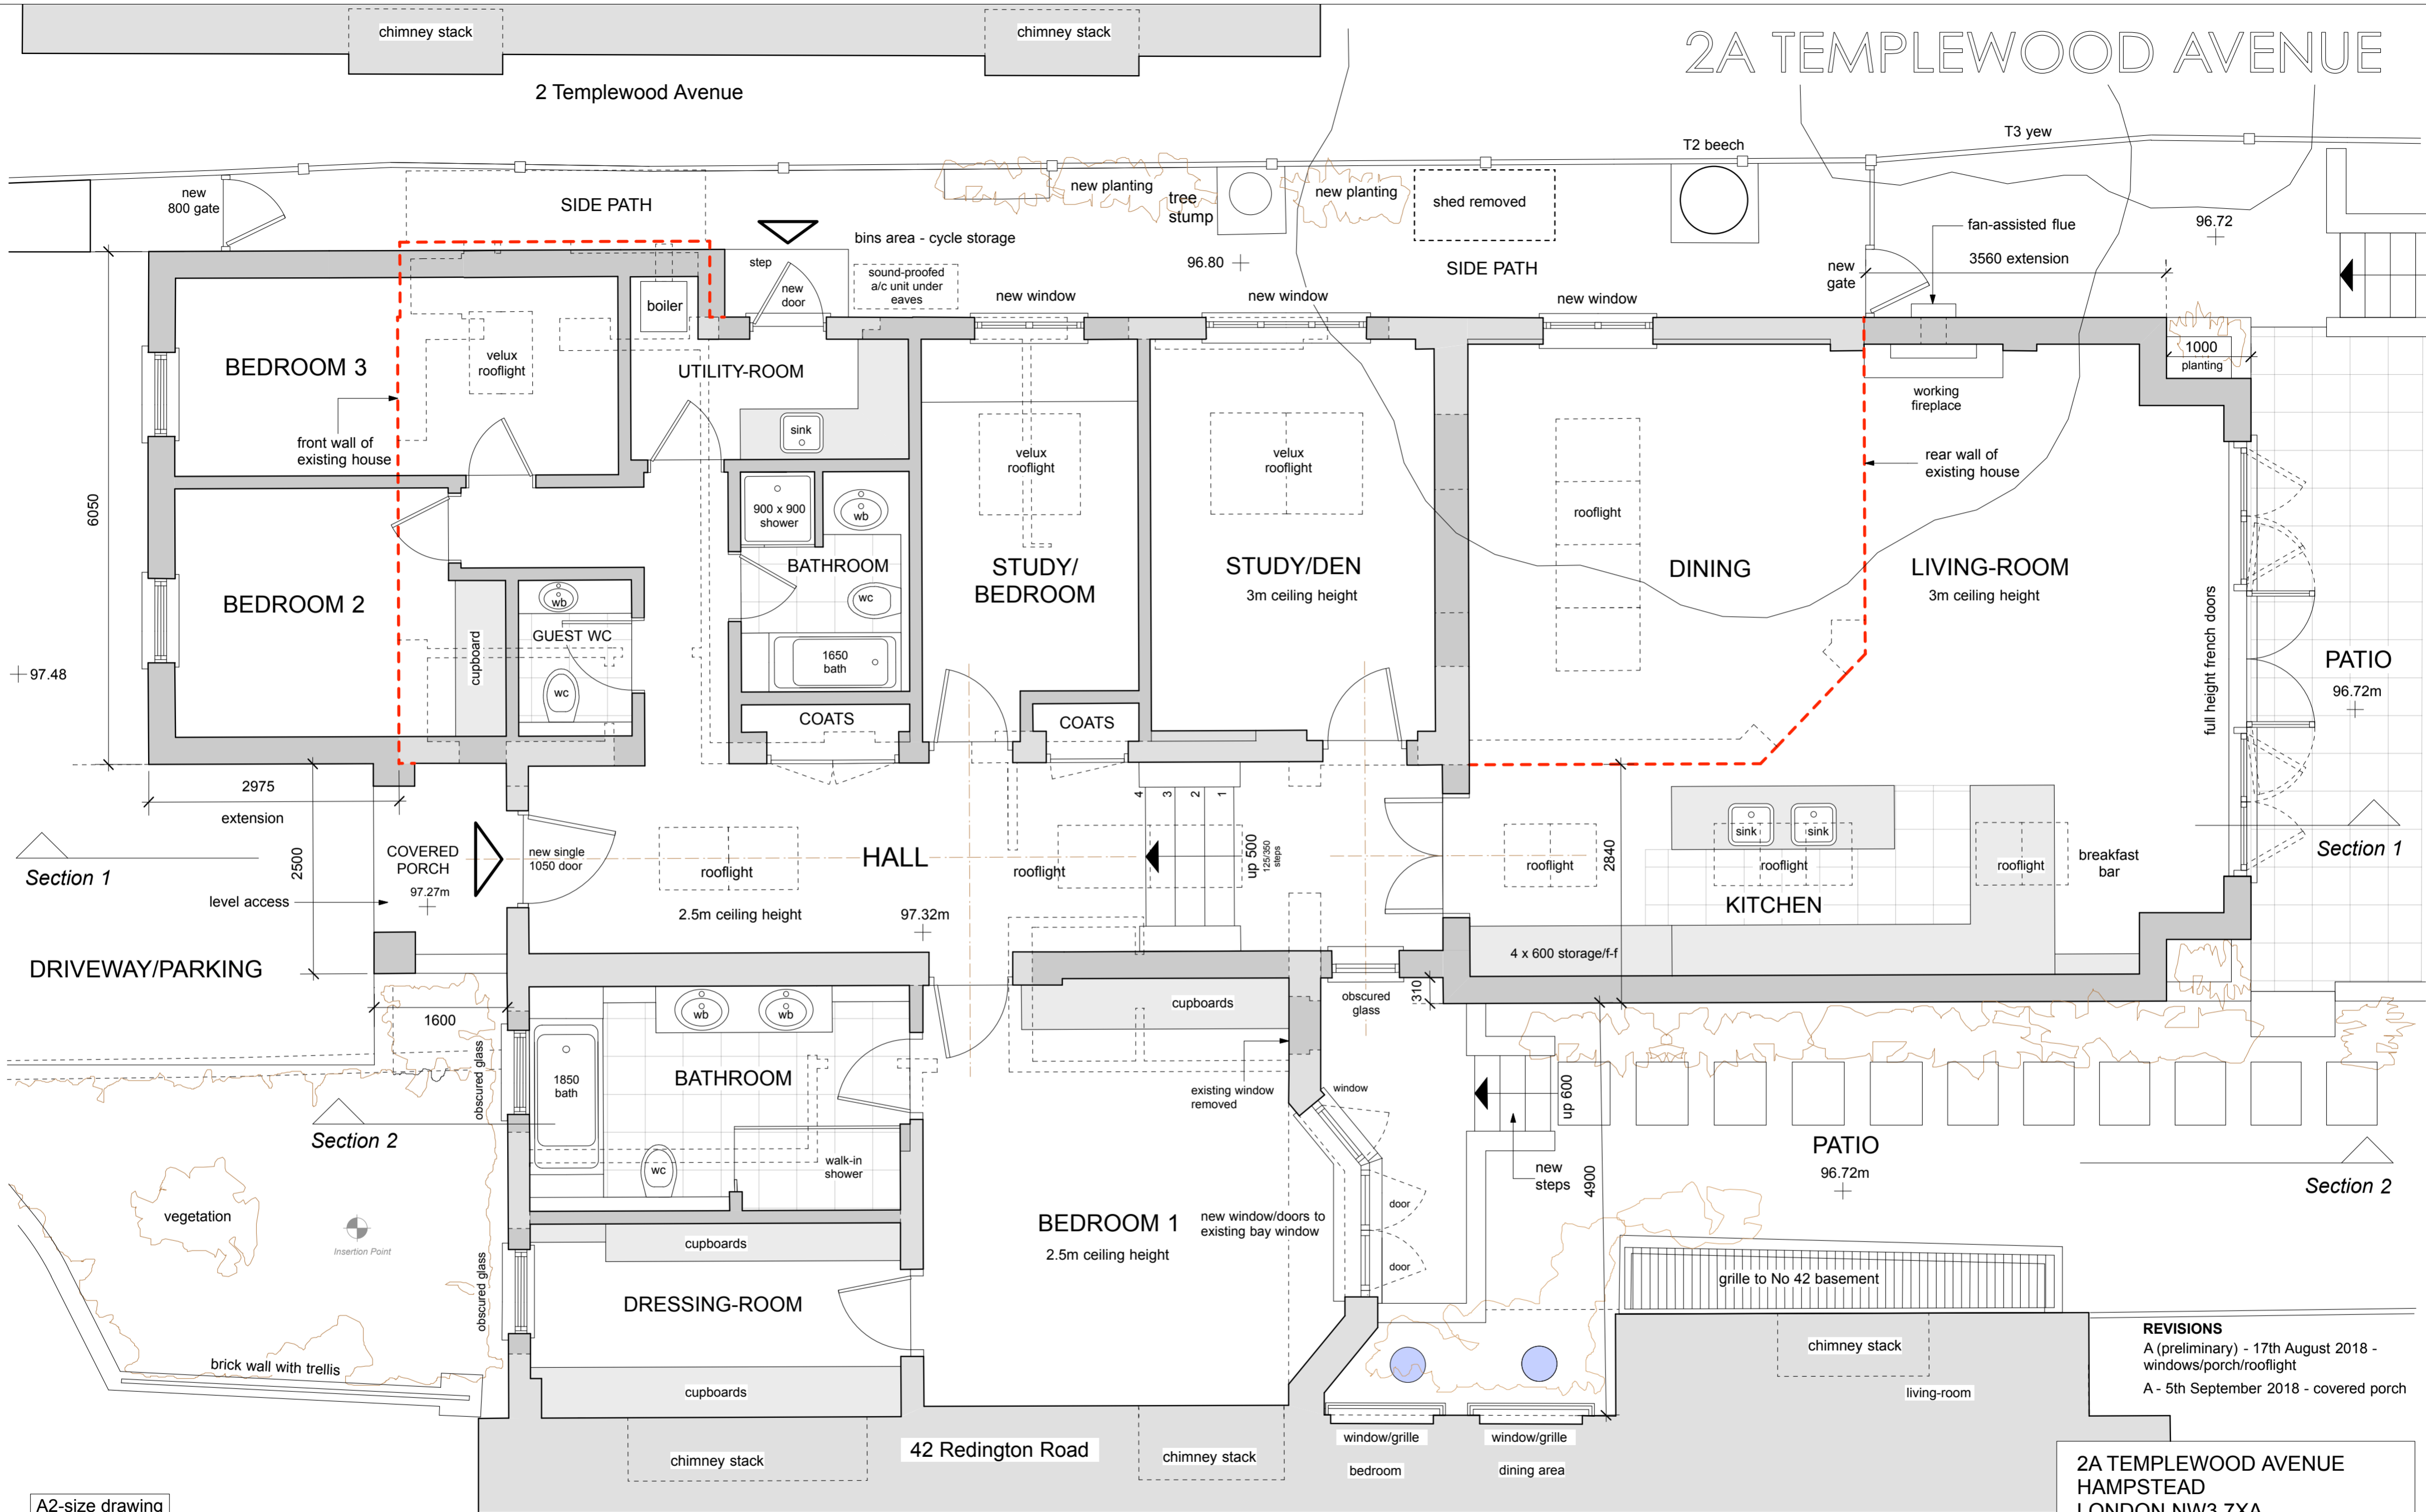 chimney stack
chimney stack
2A TEMPLEWOOD AVENUE
2 Templewood Avenue
T3 yew
T2 beech
new
800 gate
SIDE PATH
new planting
tree
stump
new planting
shed removed
fan-assisted flue
96.72
bins area - cycle storage
step
new
door
sound-proofed
a/c unit under
eaves
96.80
SIDE PATH
new
gate
3560 extension
boiler
new window
new window
new window
1000
planting
BEDROOM 3
velux
rooflight
UTILITY-ROOM
working
fireplace
front wall of
existing house
sink
velux
rooflight
velux
rooflight
rear wall of
existing house
6050
900 x 900
shower
wb
rooflight
BATHROOM
STUDY/
BEDROOM
STUDY/DEN
3m ceiling height
DINING
LIVING-ROOM
3m ceiling height
BEDROOM 2
cupboard
wb
GUEST WC
wc
wc
1650
bath
full height french doors
PATIO
96.72m
97.48
COATS
COATS
2975
extension
4
3
2
1
up 500
125/350
steps
sink
sink
Section 1
2500
COVERED
PORCH
97.27m
level access
new single
1050 door
rooflight
HALL
rooflight
rooflight
2840
rooflight
rooflight
breakfast
bar
Section 1
2.5m ceiling height
97.32m
KITCHEN
DRIVEWAY/PARKING
4 x 600 storage/f-f
1600
wb
wb
cupboards
obscured
glass
310
obscured glass
1850
bath
BATHROOM
existing window
removed
window
up 600
Section 2
wc
walk-in
shower
new
steps
4900
PATIO
96.72m
Section 2
vegetation
Insertion Point
BEDROOM 1
2.5m ceiling height
new window/doors to
existing bay window
door
door
cupboards
obscured glass
DRESSING-ROOM
grille to No 42 basement
brick wall with trellis
cupboards
chimney stack
living-room
REVISIONS
A (preliminary) - 17th August 2018 -
windows/porch/rooflight
A - 5th September 2018 - covered porch
chimney stack
42 Redington Road
chimney stack
window/grille
bedroom
window/grille
dining area
2A TEMPLEWOOD AVENUE
HAMPSTEAD
LONDON NW3 7XA
A2-size drawing